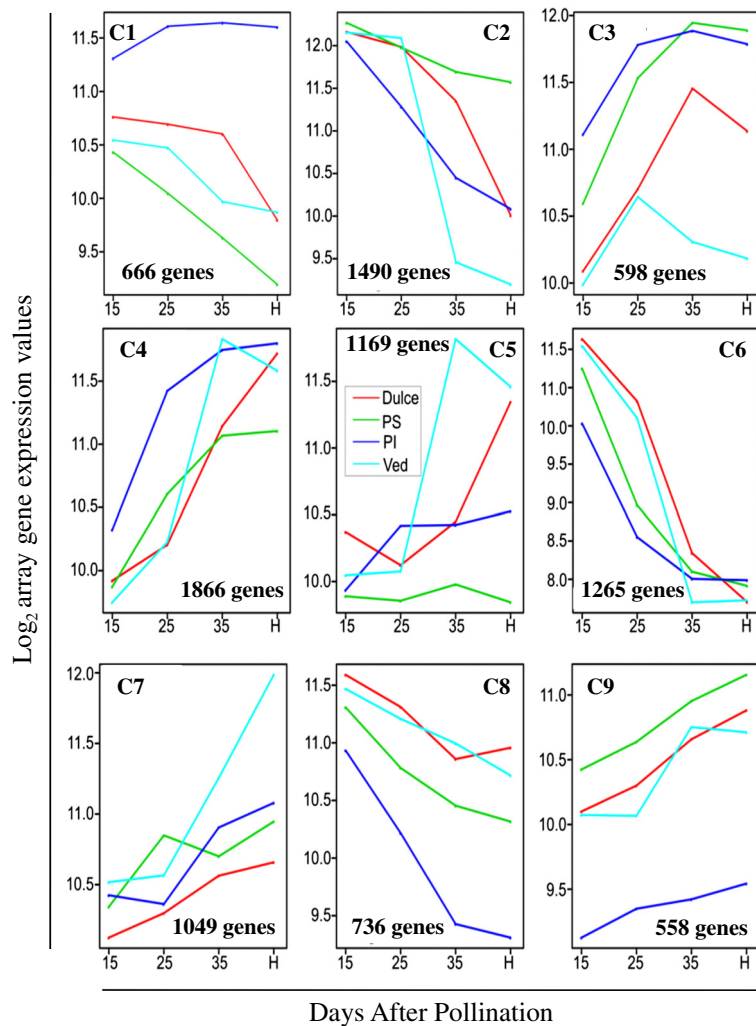 Log2 array gene expression values
C1
11.5
11.0
10.5
10.0
9.5
666 genes
15 25 35 H
C2
12.0
11.5
11.0
10.5
10.0
9.5
1490 genes
15 25 35 H
C3
12.0
11.5
11.0
10.5
10.0
598 genes
15 25 35 H
C4
11.5
11.0
10.5
10.0
1866 genes
15 25 35 H
1169 genes
C5
11.5
11.0
10.5
10.0
Dulce
PS
PI
Ved
15 25 35 H
C6
11.5
11.5
10.0
9.5
9.0
8.5
8.0
1265 genes
15 25 35 H
C7
12.0
11.5
11.0
10.5
1049 genes
15 25 35 H
C8
11.5
11.0
10.5
10.0
9.5
736 genes
15 25 35 H
C9
11.0
10.5
10.0
9.5
558 genes
15 25 35 H
Days After Pollination